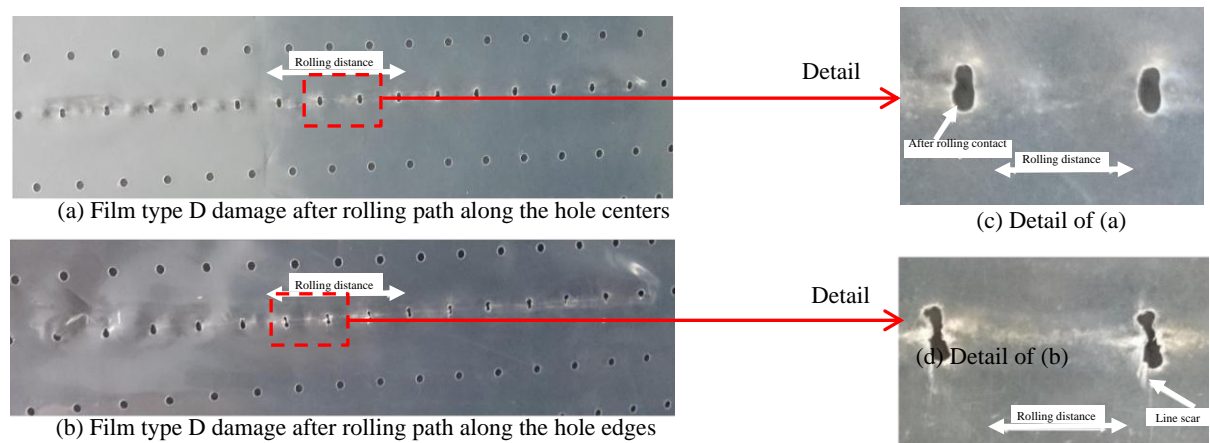 Rolling distance
Detail
(a) Film type D damage after rolling path along the hole centers
After rolling contact
Rolling distance
(c) Detail of (a)
Rolling distance
Detail
(b) Film type D damage after rolling path along the hole edges
(d) Detail of (b)
Rolling distance
Line scar